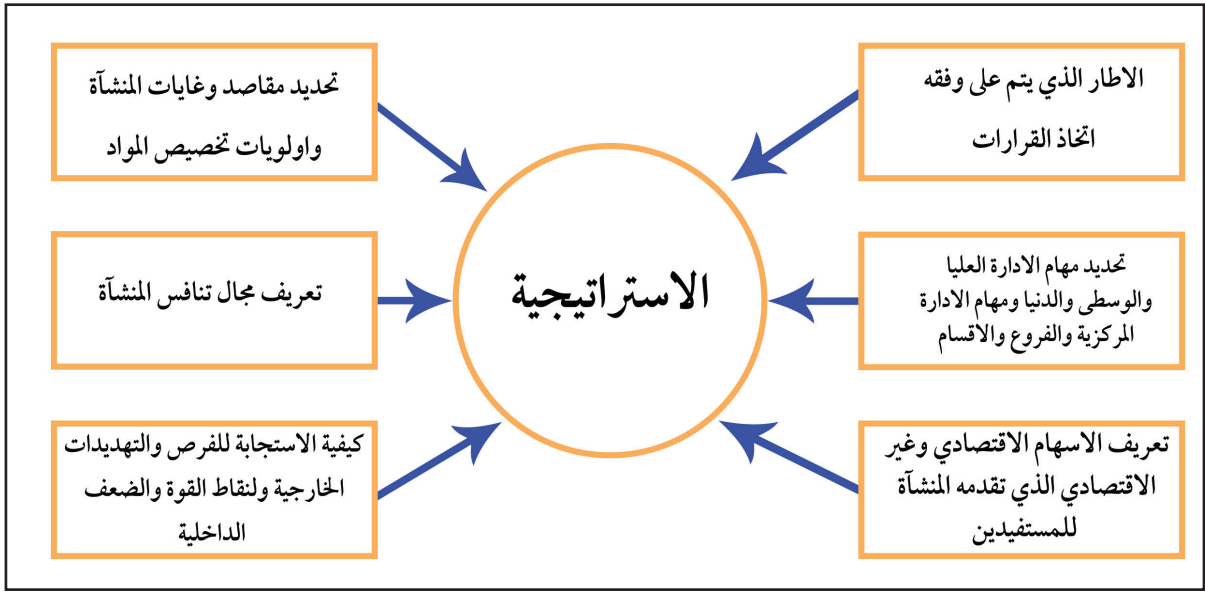 الاطار الذي يتم على وفقه
اتخاذ القرارات
تحديد مقاصد وغايات المنشآة
واولويات تخصيص المواد
تحديد مهام الادارة العليا
والوسطى والدنيا ومهام الادارة
المركزية والفروع والاقسام
الاستراتيجية
تعريف مجال تنافس المنشآة
تعريف الاسهام الاقتصادي وغير
الاقتصادي الذي تقدمه المنشآة
للمستفيدين
كيفية الاستجابة للفرص والتهديدات
الخارجية ولنقاط القوة والضعف
الداخلية